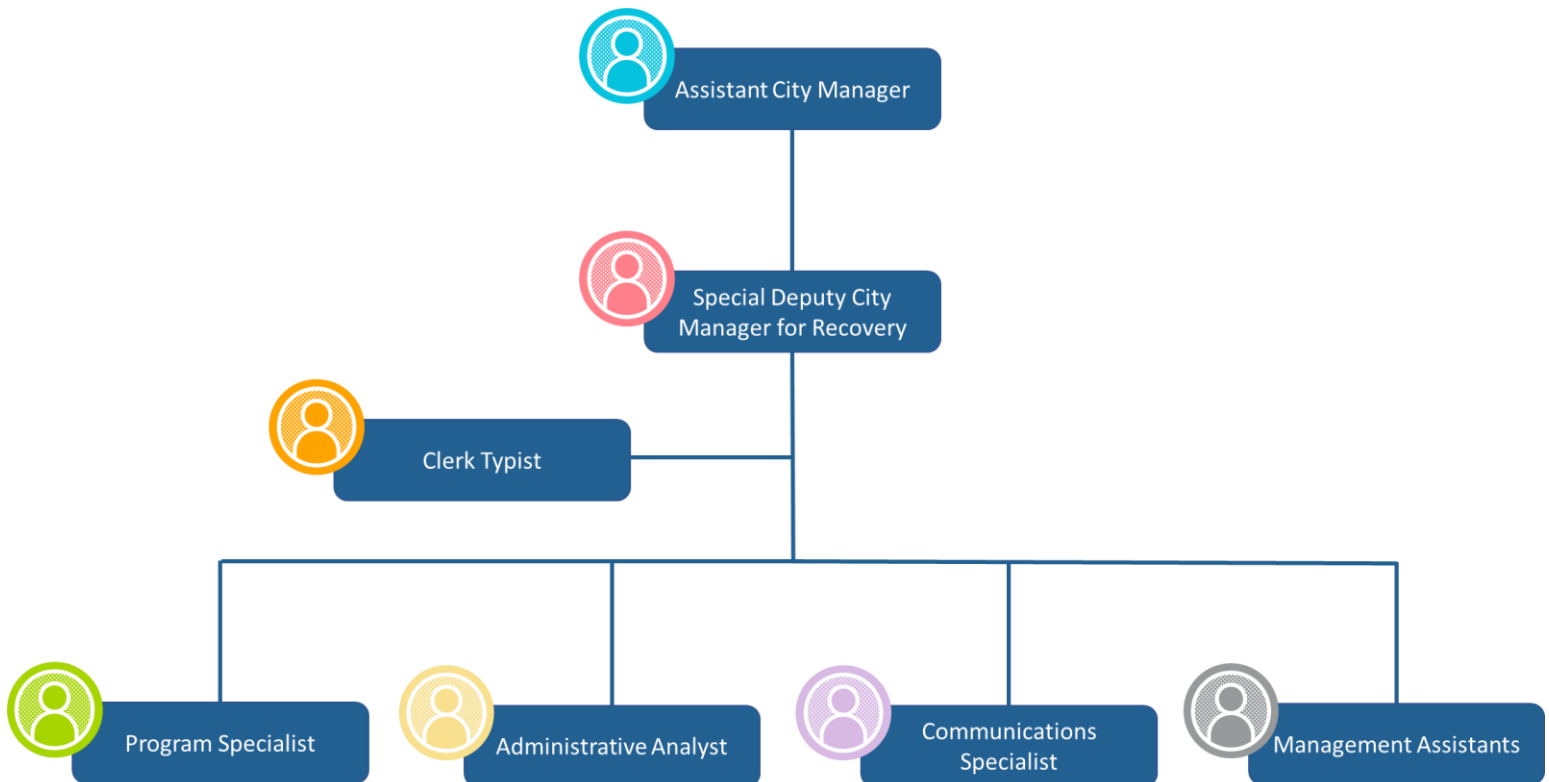 Assistant City Manager
Special Deputy City
Manager for Recovery
Clerk Typist
Program Specialist
Administrative Analyst
Communications
Specialist
Management Assistants